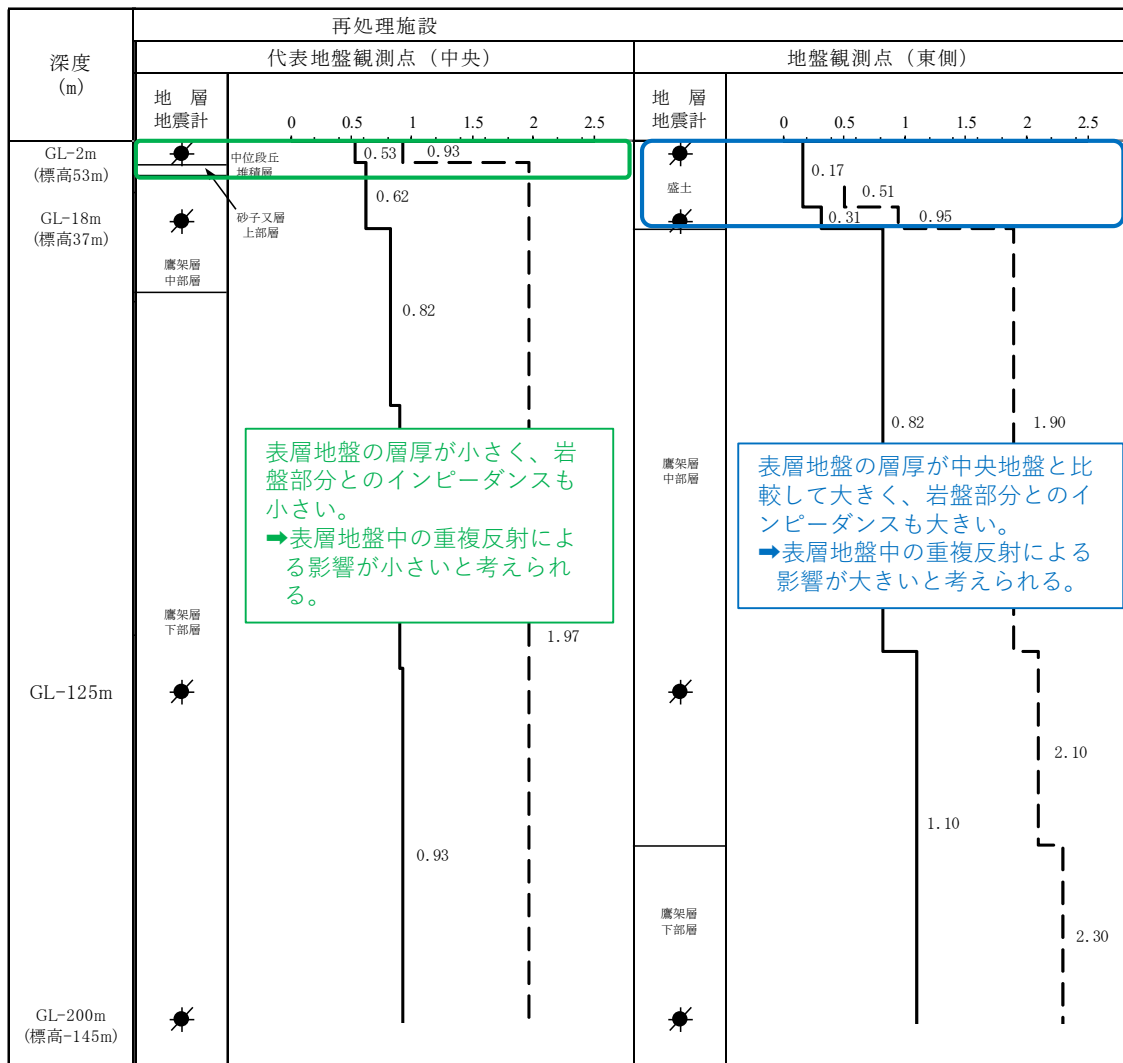 再処理施設
深度
(m)
代表地盤観測点（中央）
地盤観測点（東側）
地 層
地震計
0 0.5 1 1.5 2 2.5
地 層
地震計
0 0.5 1 1.5 2 2.5
GL-2m
(標高53m)
中位段丘
堆積層
0.53 0.93
0.62
砂子又層
上部層
GL-18m
(標高37m)
鷹架層
中部層
0.82
盛土
0.17
0.51
0.31 0.95
0.82 1.90
表層地盤の層厚が小さく、岩
盤部分とのインピーダンスも
小さい。
➡表層地盤中の重複反射によ
る影響が小さいと考えられ
る。
鷹架層
中部層
表層地盤の層厚が中央地盤と比
較して大きく、岩盤部分とのイ
ンピーダンスも大きい。
➡表層地盤中の重複反射による
影響が大きいと考えられる。
鷹架層
下部層
1.97
GL-125m
2.10
1.10
0.93
鷹架層
下部層
2.30
GL-200m
(標高-145m)